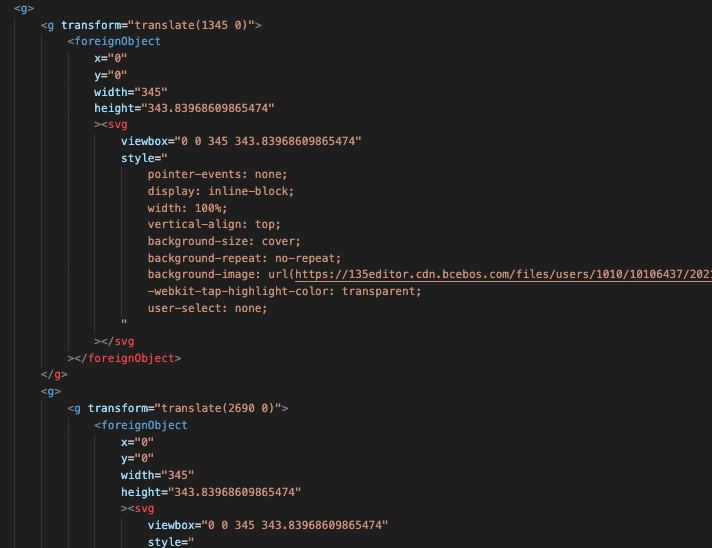 <g>
<g transform="translate(1345 0)">
<foreignObject
x="0"
y="0"
width="345"
height="343.83968609865474"
><svg
viewbox="0 0 345 343.83968609865474"
style="
pointer-events: none;
display: inline-block;
width: 100%;
vertical-align: top;
background-size: cover;
background-repeat: no-repeat;
background-image: url(https://135editor.cdn.bcebos.com/files/users/1010/10106437/2021
-webkit-tap-highlight-color: transparent;
user-select: none;
"
></svg
></foreignObject>
</g>
<g>
<g transform="translate(2690 0)">
<foreignObject
x="0"
y="0"
width="345"
height="343.83968609865474"
><svg
viewbox="0 0 345 343.83968609865474"
style="